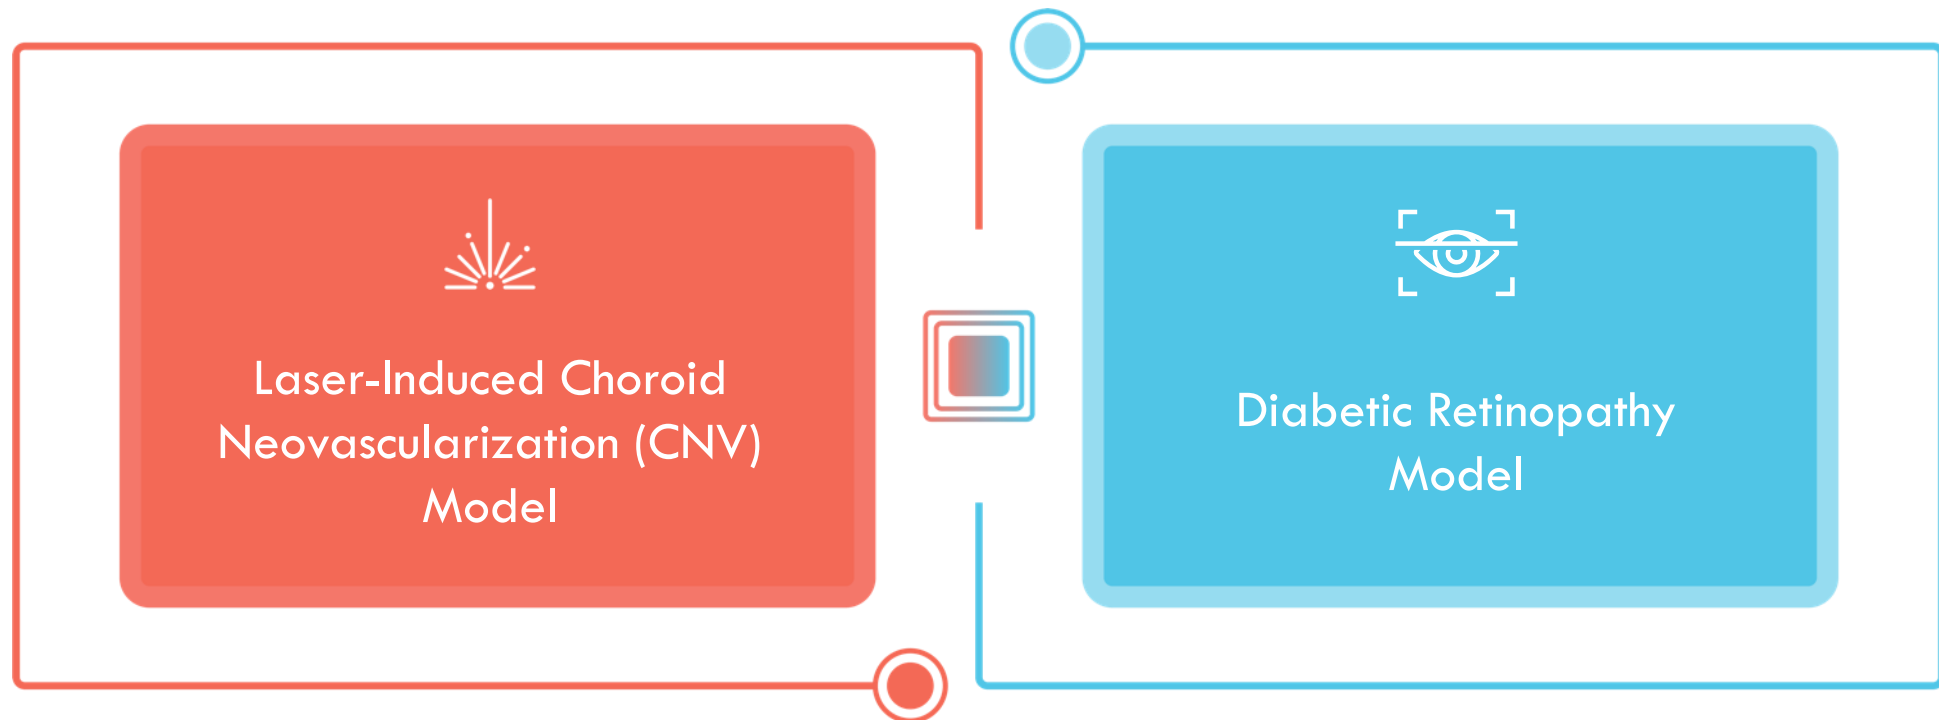 Laser-Induced Choroid
Neovascularization (CNV)
Model
Diabetic Retinopathy
Model